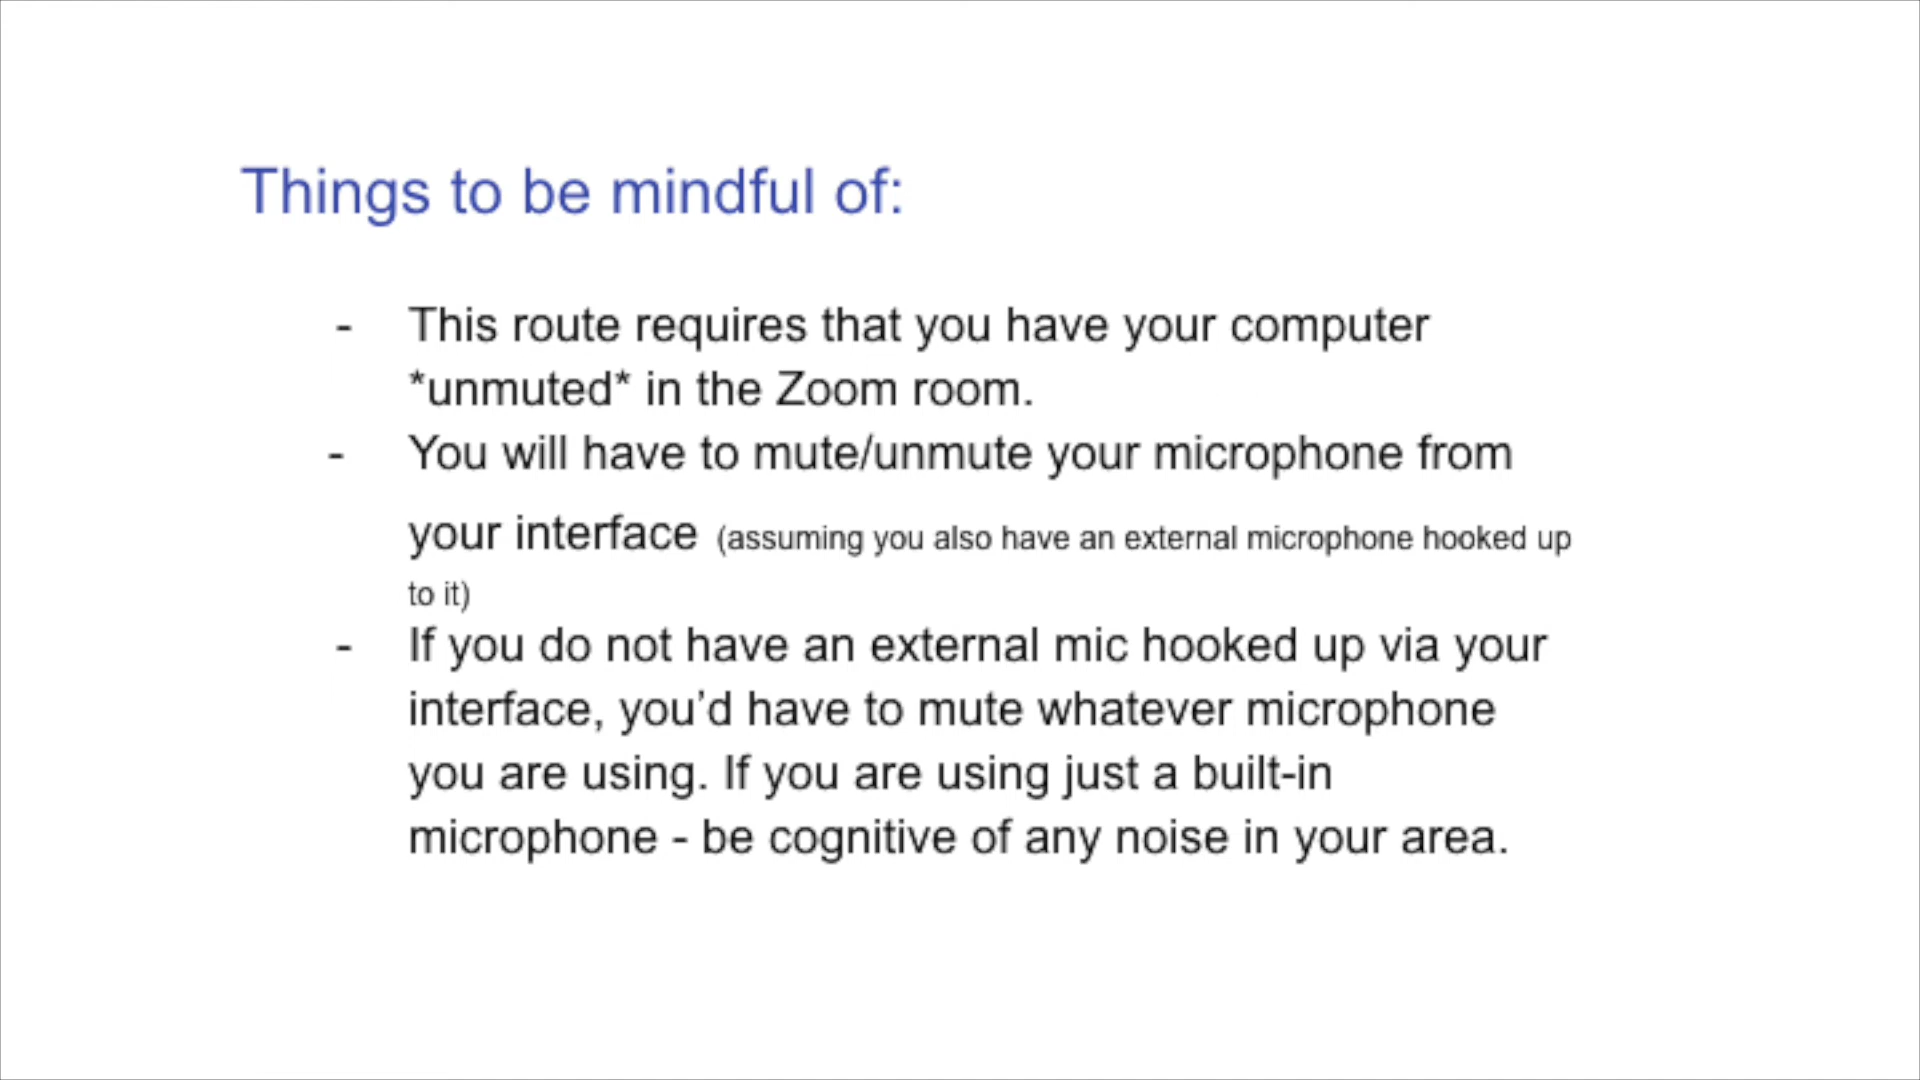 Things to be mindful of:
- This route requires that you have your computer
*unmuted* in the Zoom room.
- You will have to mute/unmute your microphone from
your interface (assuming you also have an external microphone hooked up
to it)
- If you do not have an external mic hooked up via your
interface, you’d have to mute whatever microphone
you are using. If you are using just a built-in
microphone - be cognitive of any noise in your area.